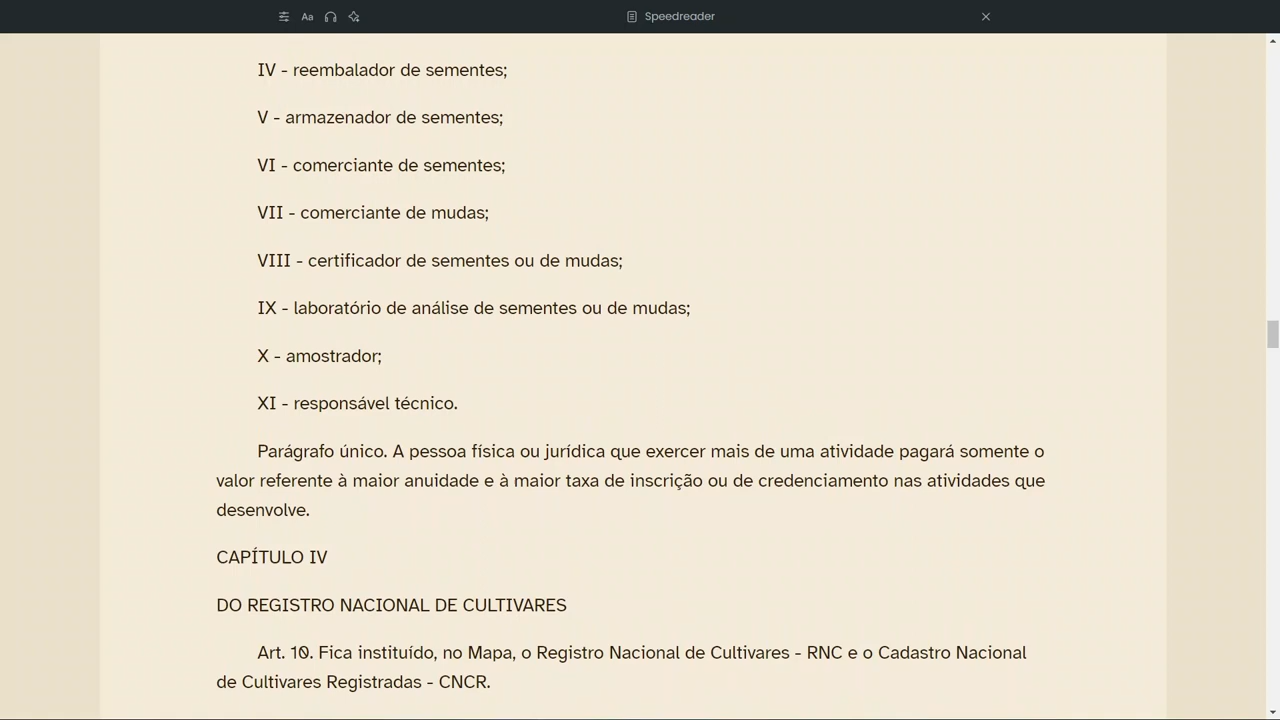 Aa
Speedreader
IV - reembalador de sementes;
V - armazenador de sementes;
VI - comerciante de sementes;
VII - comerciante de mudas;
VIII - certificador de sementes ou de mudas;
IX - laboratório de análise de sementes ou de mudas;
X - amostrador;
XI - responsável técnico.
Parágrafo único. A pessoa física ou jurídica que exercer mais de uma atividade pagará somente o
valor referente à maior anuidade e à maior taxa de inscrição ou de credenciamento nas atividades que
desenvolve.
CAPÍTULO IV
DO REGISTRO NACIONAL DE CULTIVARES
Art. 10. Fica instituído, no Mapa, o Registro Nacional de Cultivares - RNC e o Cadastro Nacional
de Cultivares Registradas - CNCR.